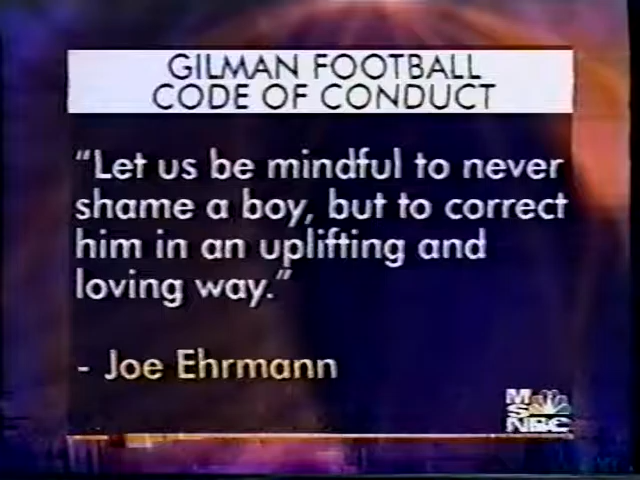 GILMAN FOOTBALL
CODE OF CONDUCT
“Let us be mindful to never
shame a boy, but to correct
him in an uplifting and
loving way.”
- Joe Ehrmann
M
S
NBC